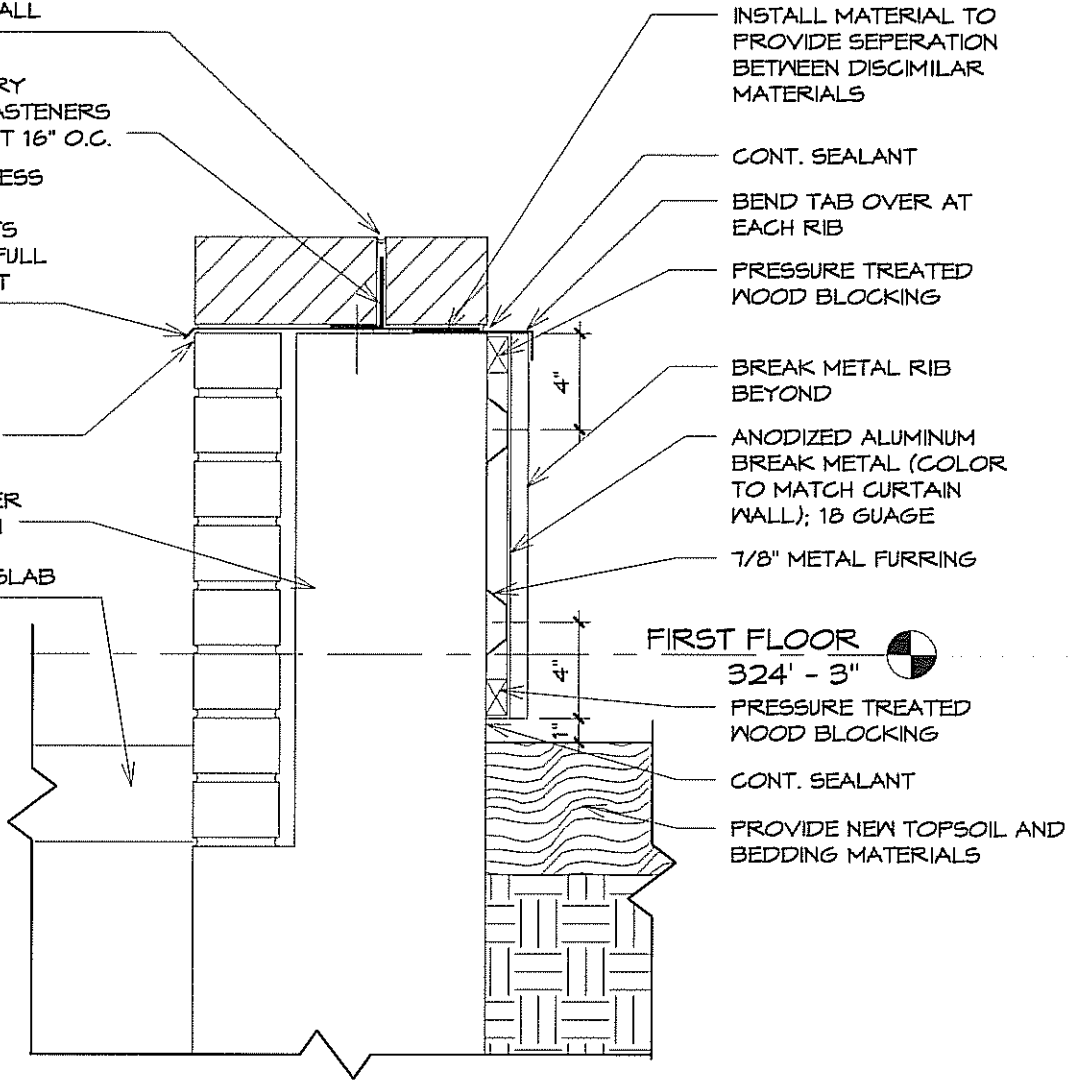 ALL
RY
ASTENERS
T 16" O.C.
ESS
TS
FULL
T
ER
SLAB
INSTALL MATERIAL TO
PROVIDE SEPERATION
BETWEEN DISCIMILAR
MATERIALS
CONT. SEALANT
BEND TAB OVER AT
EACH RIB
PRESSURE TREATED
WOOD BLOCKING
BREAK METAL RIB
BEYOND
ANODIZED ALUMINUM
BREAK METAL (COLOR
TO MATCH CURTAIN
WALL); 18 GUAGE
7/8" METAL FURRING
4"
4"
1"
FIRST FLOOR
324' - 3"
PRESSURE TREATED
WOOD BLOCKING
CONT. SEALANT
PROVIDE NEW TOPSOIL AND
BEDDING MATERIALS